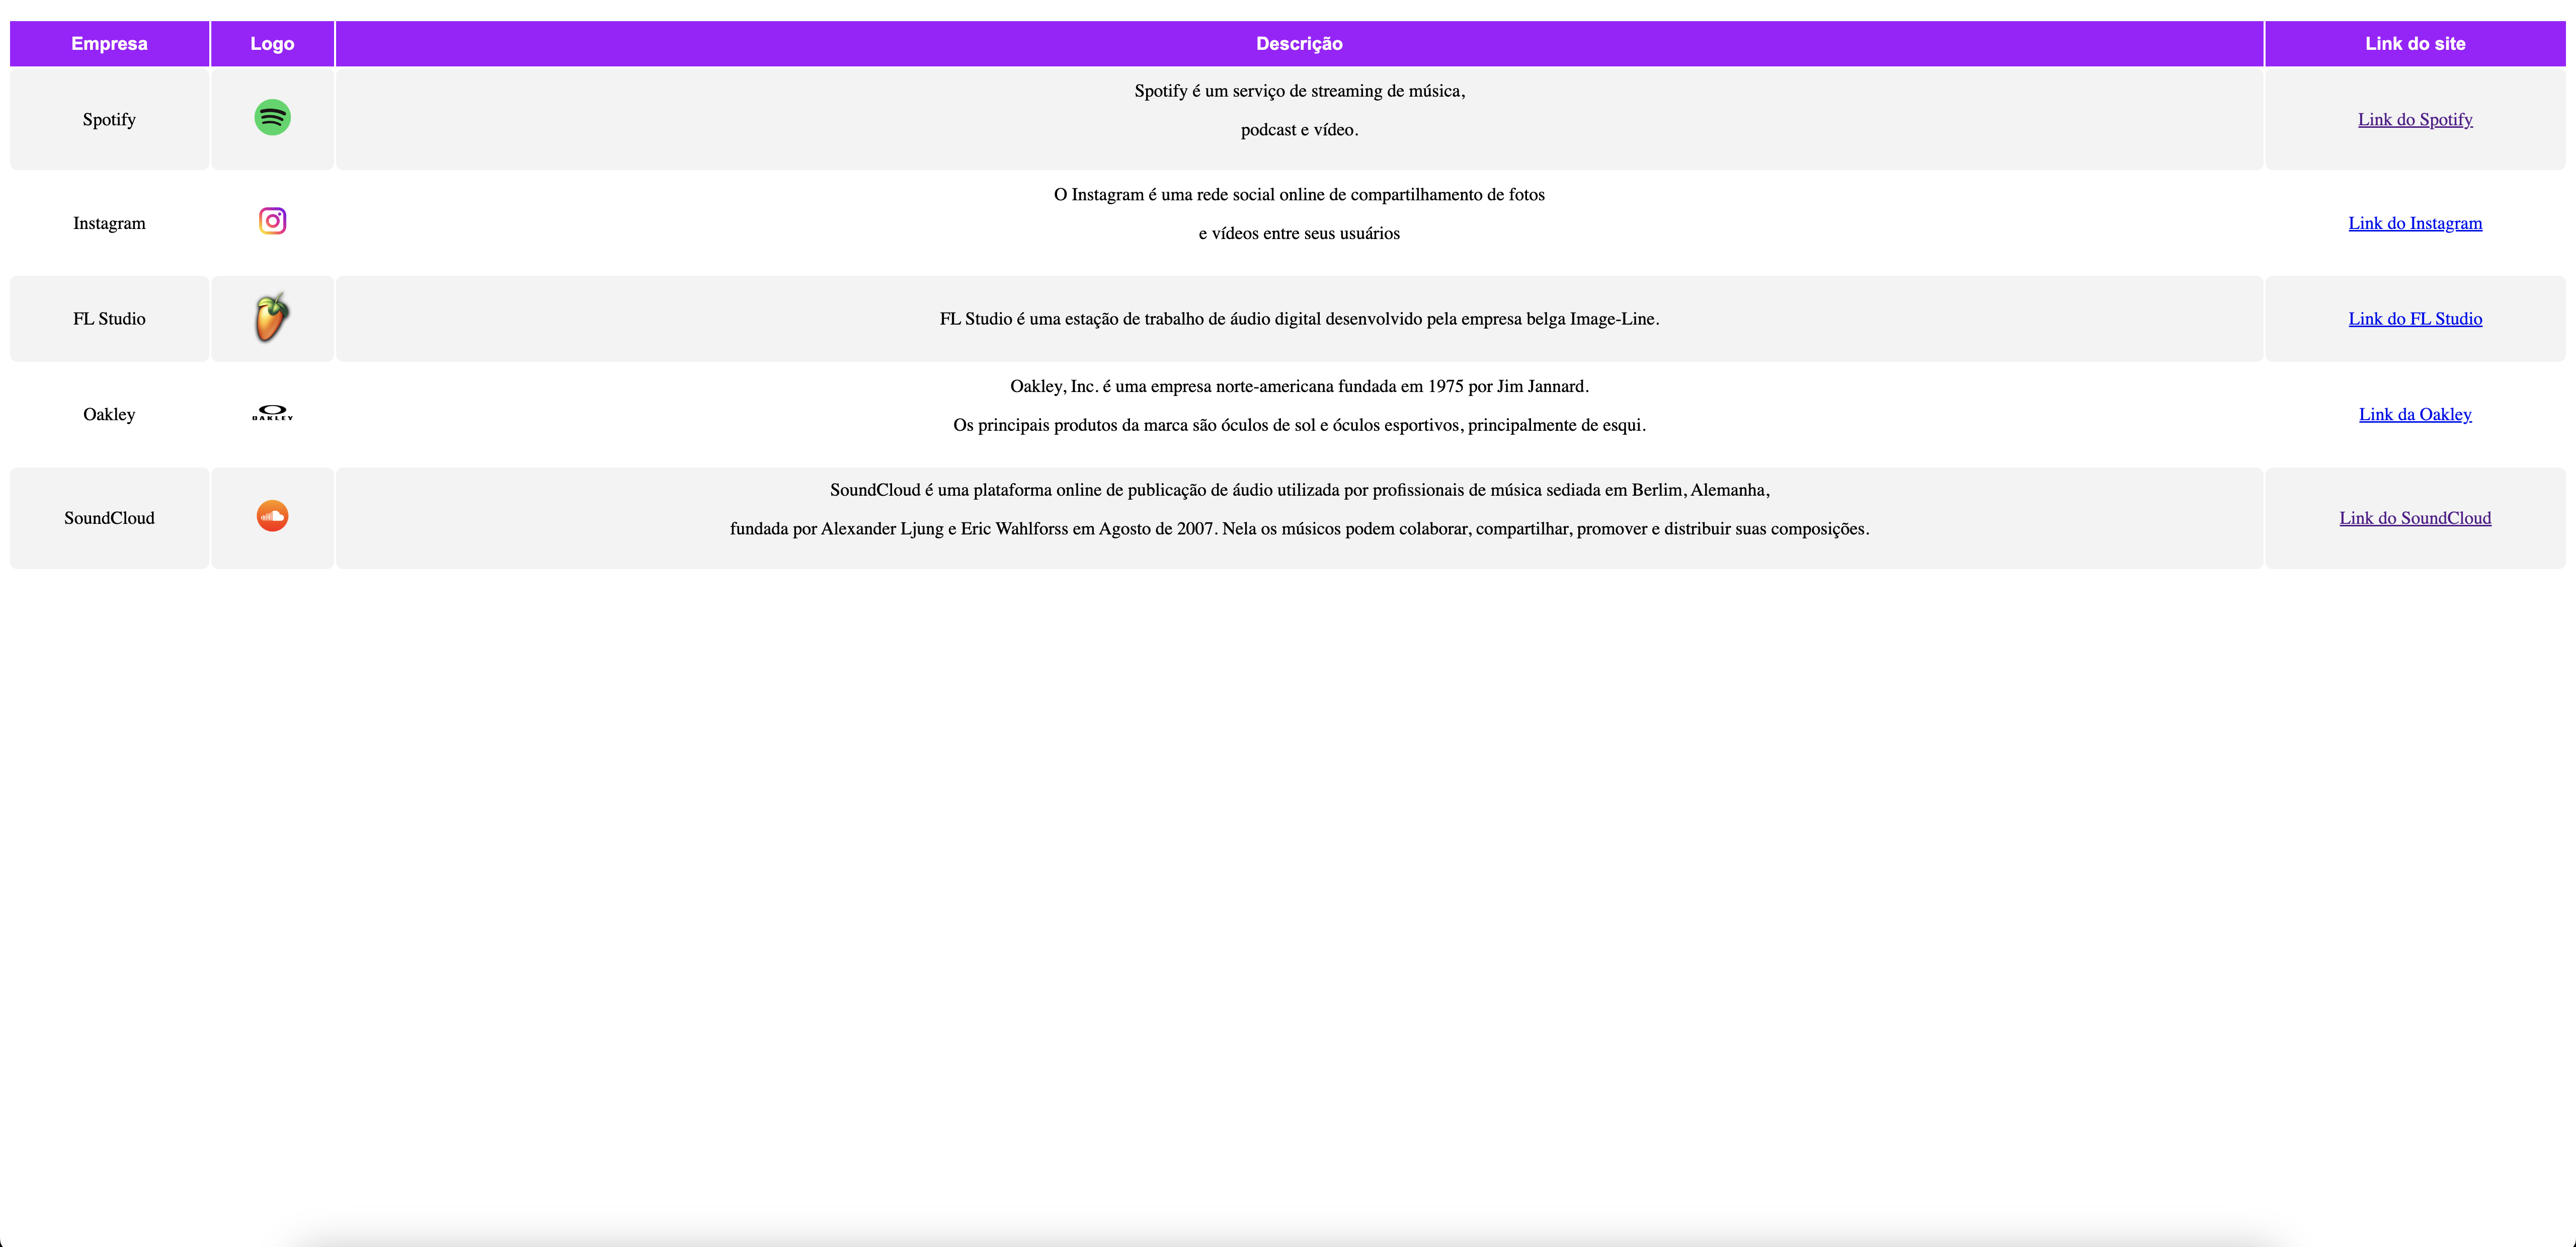 Empresa
Logo
Descrição
Link do site
Spotify
Spotify é um serviço de streaming de música,
podcast e vídeo.
Link do Spotify
Instagram
O Instagram é uma rede social online de compartilhamento de fotos
e vídeos entre seus usuários
Link do Instagram
FL Studio
FL Studio é uma estação de trabalho de áudio digital desenvolvido pela empresa belga Image-Line.
Link do FL Studio
Oakley
OAKLEY
Oakley, Inc. é uma empresa norte-americana fundada em 1975 por Jim Jannard.
Os principais produtos da marca são óculos de sol e óculos esportivos, principalmente de esqui.
Link da Oakley
SoundCloud
SoundCloud é uma plataforma online de publicação de áudio utilizada por profissionais de música sediada em Berlim, Alemanha,
fundada por Alexander Ljung e Eric Wahlforss em Agosto de 2007. Nela os músicos podem colaborar, compartilhar, promover e distribuir suas composições.
Link do SoundCloud